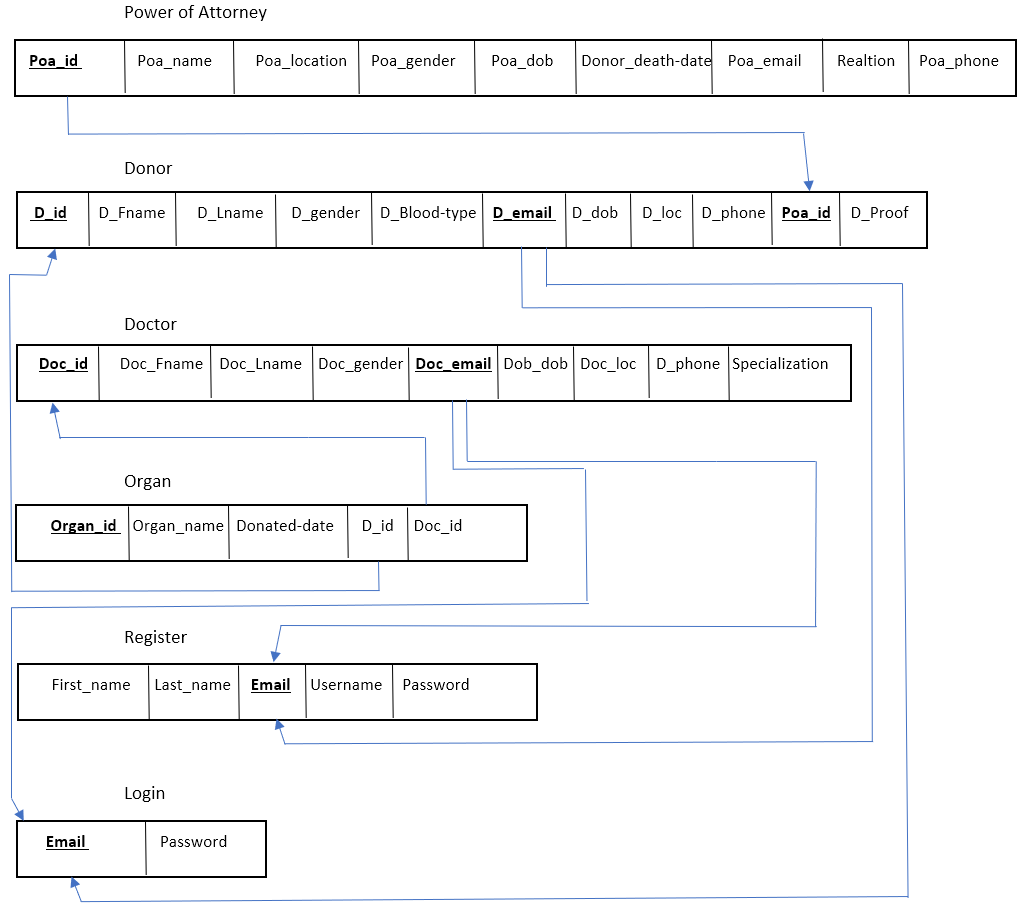 Power of Attorney
Poa_id Poa_name Poa_location Poa_gender Poa_dob Donor_death-date Poa_email Realtion Poa_phone
Donor
D_id D_Fname D_Lname D_gender D_Blood-type D_email D_dob D_loc D_phone Poa_id D_Proof
Doctor
Doc_id Doc_Fname Doc_Lname Doc_gender Doc_email Dob_dob Doc_loc D_phone Specialization
Organ
Organ_id Organ_name Donated-date D_id Doc_id
Register
First_name Last_name Email Username Password
Login
Email Password